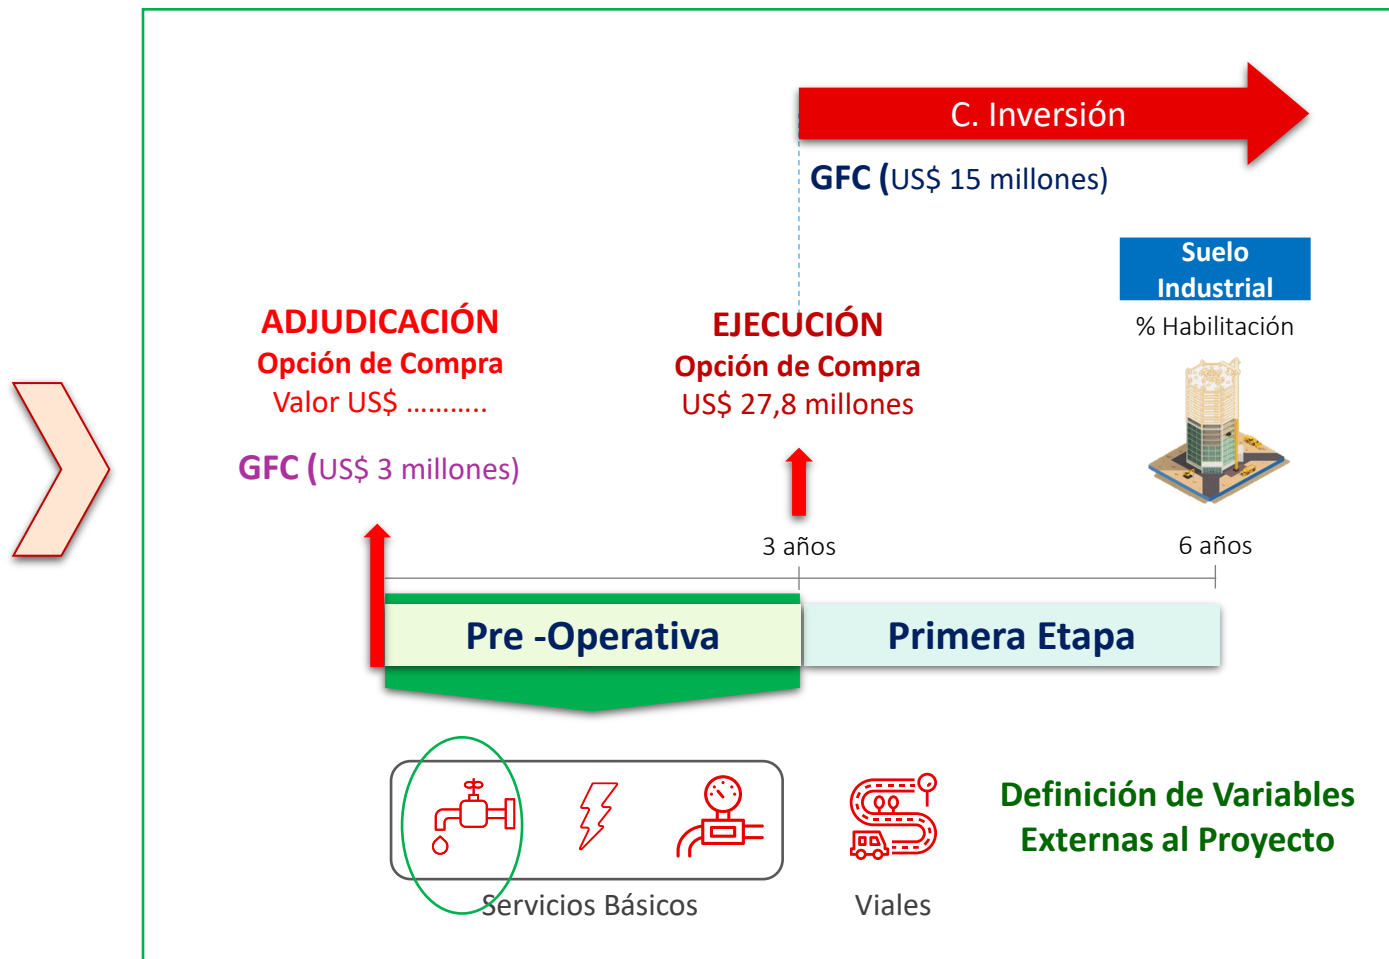 C. Inversión
GFC (US$ 15 millones)
Suelo
Industrial
% Habilitación
ADJUDICACIÓN
Opción de Compra
Valor US$ ………..
GFC (US$ 3 millones)
EJECUCIÓN
Opción de Compra
US$ 27,8 millones
3 años
6 años
Pre -Operativa
Primera Etapa
Servicios Básicos
Viales
Definición de Variables
Externas al Proyecto